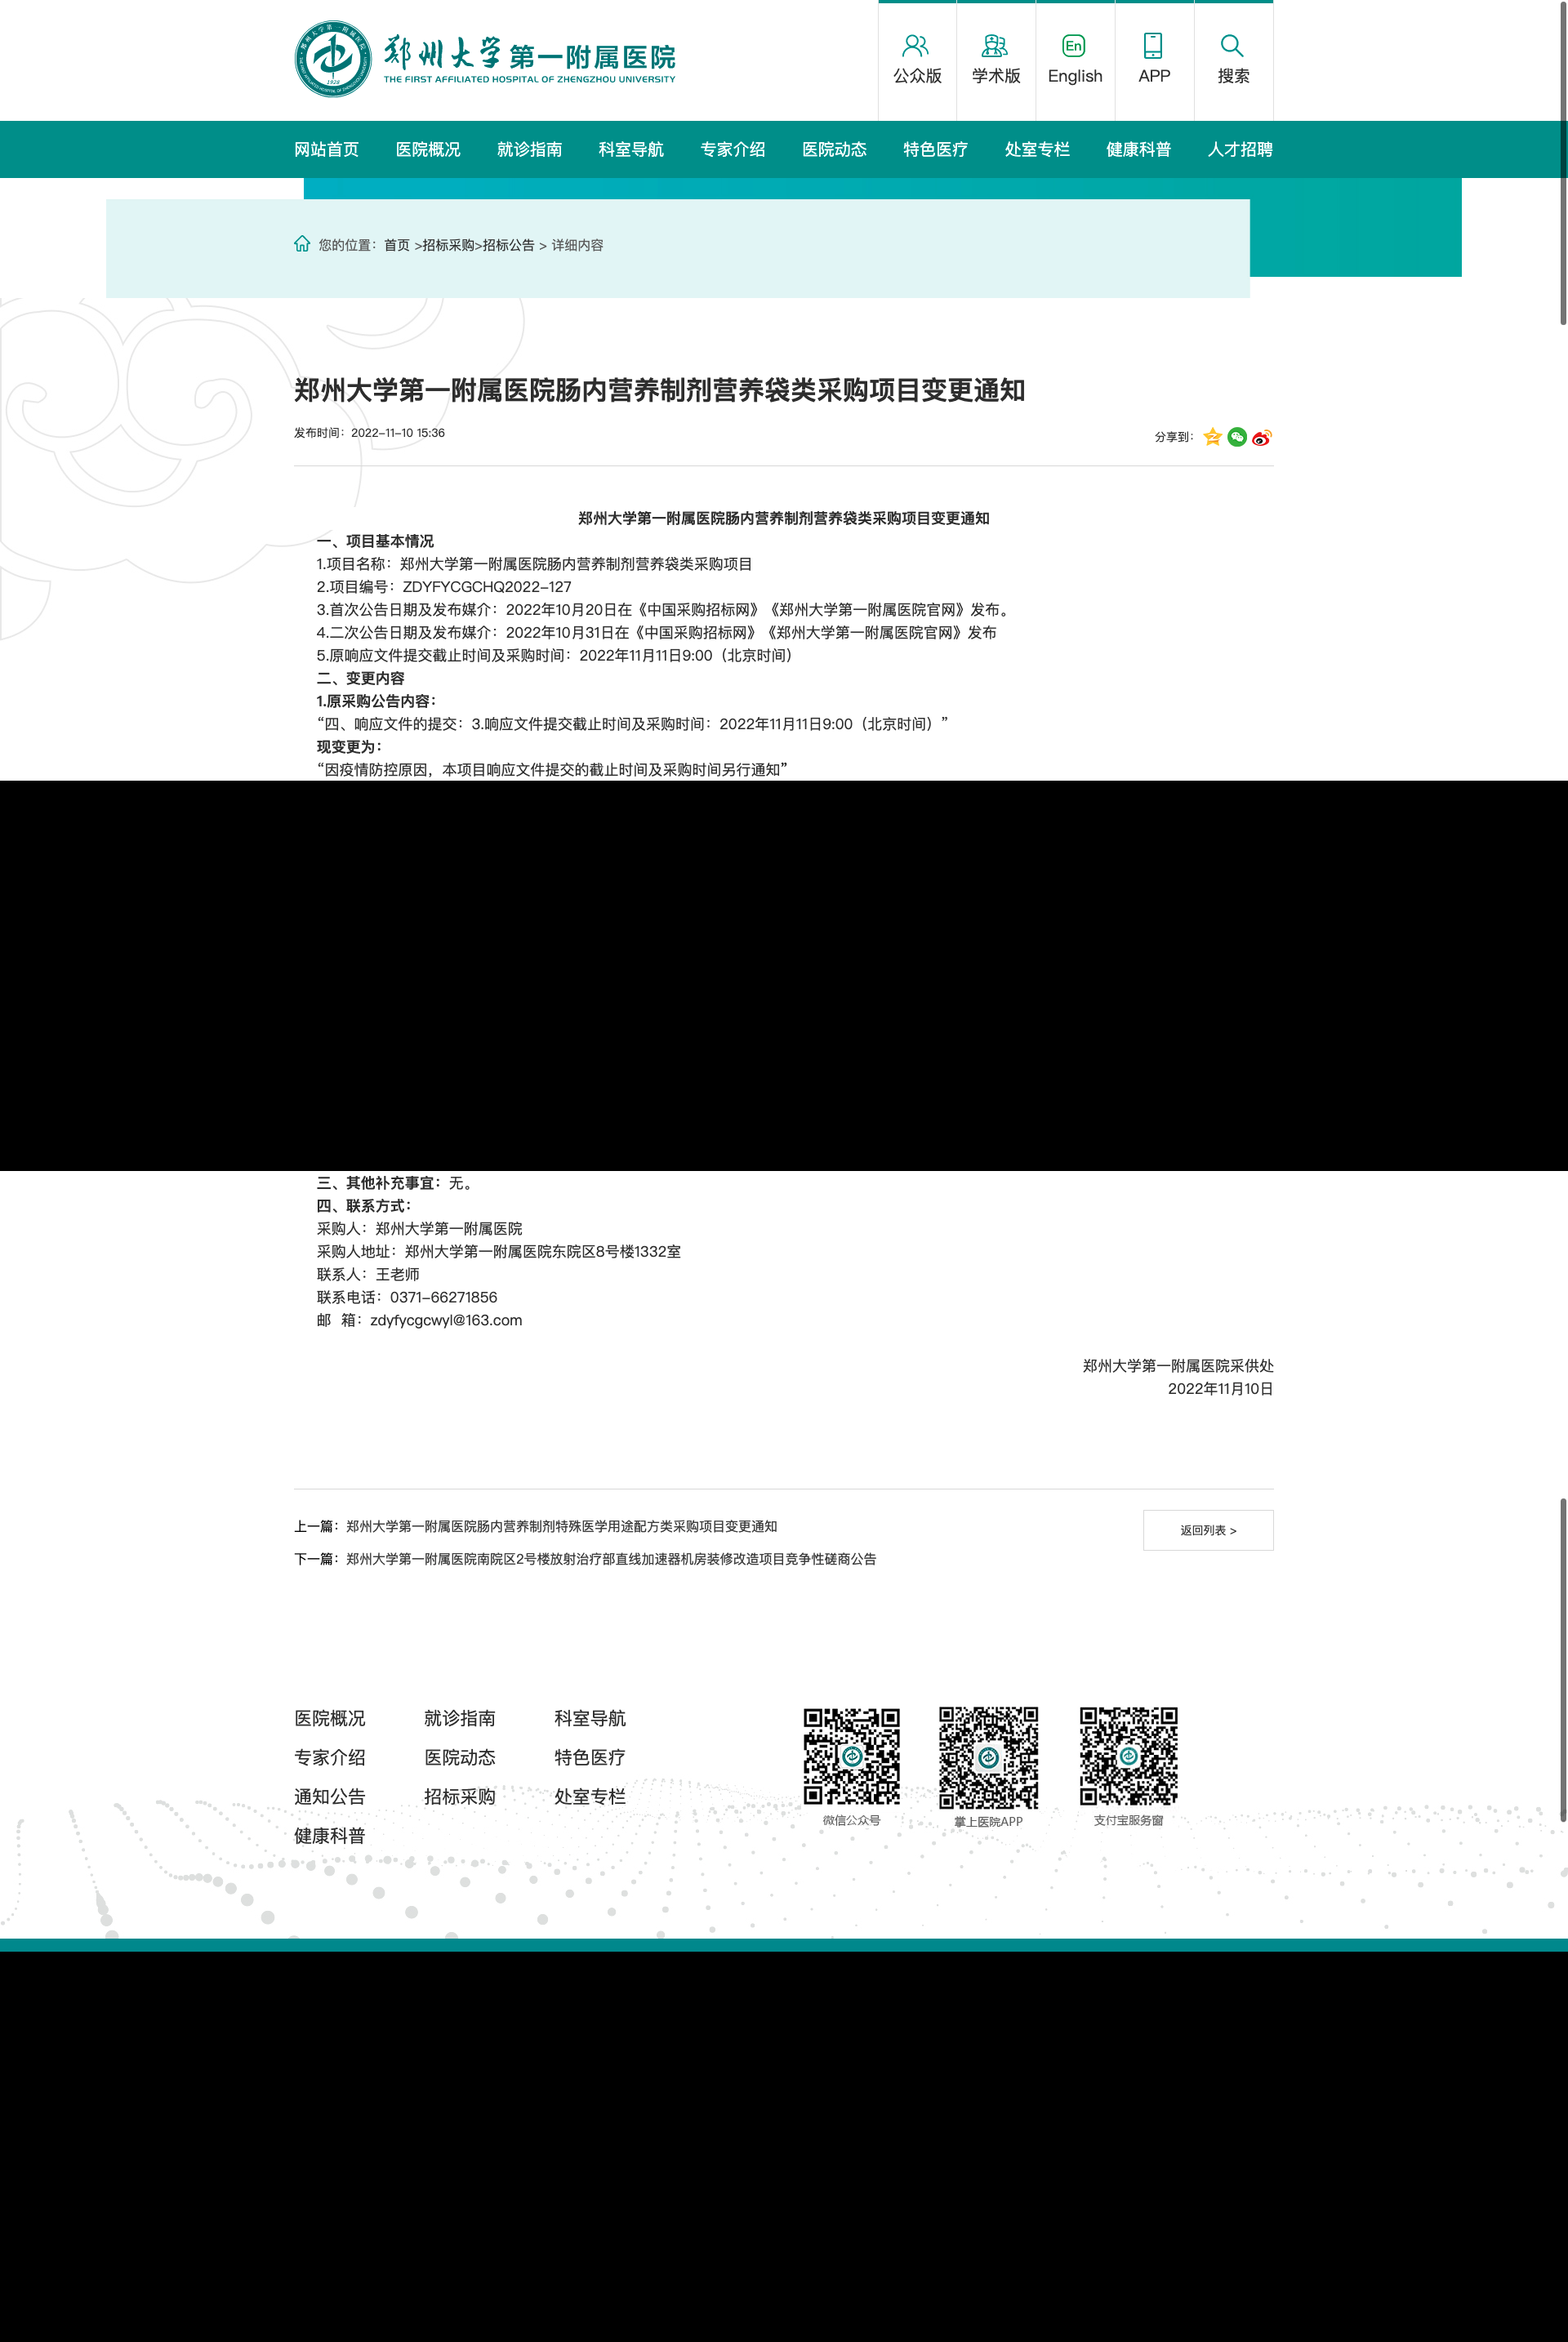 郑州大学第一附属医院
THE FIRST AFFILIATED HOSPITAL OF ZHENGZHOU UNIVERSITY
1928
公众版
学术版
En
English
APP
搜索
网站首页 医院概况 就诊指南 科室导航 专家介绍 医院动态 特色医疗 处室专栏 健康科普 人才招聘
您的位置：首页 >招标采购>招标公告 > 详细内容
郑州大学第一附属医院肠内营养制剂营养袋类采购项目变更通知
发布时间：2022-11-10 15:36
分享到：
郑州大学第一附属医院肠内营养制剂营养袋类采购项目变更通知
一、项目基本情况
1.项目名称：郑州大学第一附属医院肠内营养制剂营养袋类采购项目
2.项目编号：ZDYFYCGCHQ2022-127
3.首次公告日期及发布媒介：2022年10月20日在《中国采购招标网》《郑州大学第一附属医院官网》发布。
4.二次公告日期及发布媒介：2022年10月31日在《中国采购招标网》《郑州大学第一附属医院官网》发布
5.原响应文件提交截止时间及采购时间：2022年11月11日9:00（北京时间）
二、变更内容
1.原采购公告内容：
“四、响应文件的提交：3.响应文件提交截止时间及采购时间：2022年11月11日9:00（北京时间）”
现变更为：
“因疫情防控原因，本项目响应文件提交的截止时间及采购时间另行通知”
三、其他补充事宜：无。
四、联系方式：
采购人：郑州大学第一附属医院
采购人地址：郑州大学第一附属医院东院区8号楼1332室
联系人：王老师
联系电话：0371-66271856
邮 箱：zdyfycgcwyl@163.com
郑州大学第一附属医院采供处
2022年11月10日
上一篇：郑州大学第一附属医院肠内营养制剂特殊医学用途配方类采购项目变更通知
返回列表 >
下一篇：郑州大学第一附属医院南院区2号楼放射治疗部直线加速器机房装修改造项目竞争性磋商公告
医院概况 就诊指南 科室导航
专家介绍 医院动态 特色医疗
通知公告 招标采购 处室专栏
健康科普
微信公众号
掌上医院APP
支付宝服务窗